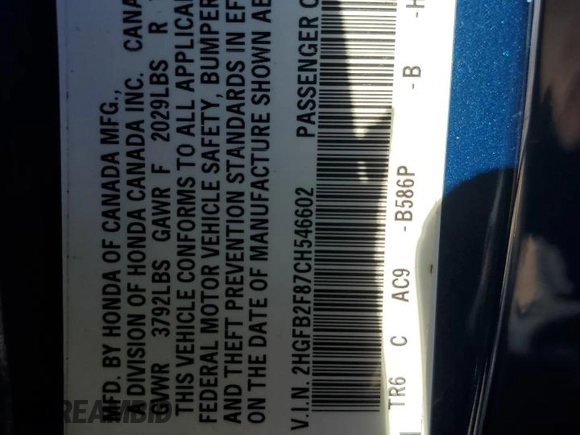 MFD. BY HONDA OF CANADA MFG.,
A DIVISION OF HONDA CANADA INC. CANA
GVWR 3792LBS GAWR F 2029LBS R
THIS VEHICLE CONFORMS TO ALL APPLICA
FEDERAL MOTOR VEHICLE SAFETY, BUMPER
AND THEFT PREVENTION STANDARDS IN EF
ON THE DATE OF MANUFACTURE SHOWN AB
V.I.N. 2HGFB2F87CH546602 PASSENGER C
TR6 C AC9 -B586P -B -H
REAMBID